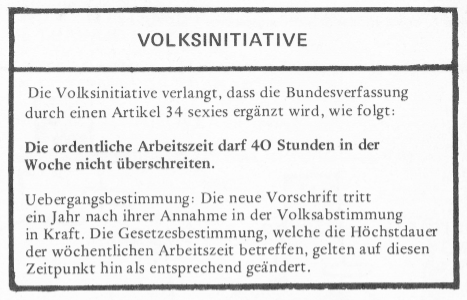 VOLKSINITIATIVE
Die Volksinitiative verlangt, dass die Bundesverfassung
durch einen Artikel 34 sexies ergänzt wird, wie folgt:
Die ordentliche Arbeitszeit darf 4O Stunden in der
Woche nicht überschreiten.
Uebergangsbestimmung: Die neue Vorschrift tritt
ein Jahr nach ihrer Annahme in der Volksabstimmung
in Kraft. Die Gesetzesbestimmung, welche die Höchstdauer
der wöchentlichen Arbeitszeit betreffen, gelten auf diesen
Zeitpunkt hin als entsprechend geändert.